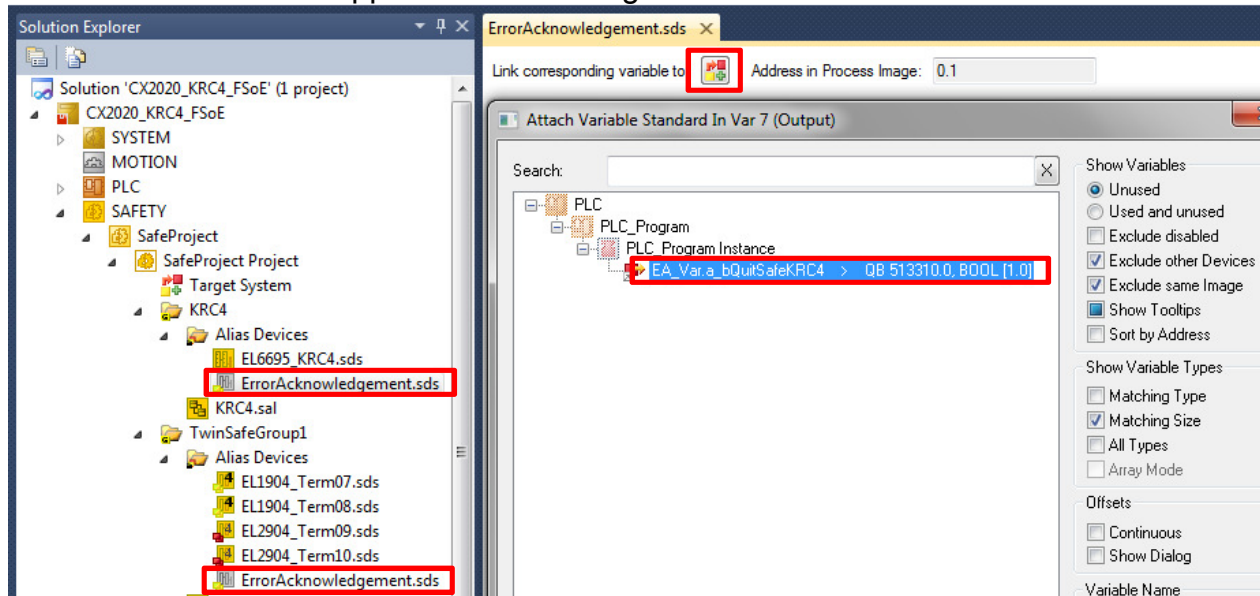 Solution Explorer
Solution 'CX2020_KRC4_FSoE' (1 project)
CX2020_KRC4_FSoE
SYSTEM
MOTION
PLC
SAFETY
SafeProject
SafeProject Project
Target System
KRC4
Alias Devices
EL6695_KRC4.sds
ErrorAcknowledgement.sds
KRC4.sal
TwinSafeGroup1
Alias Devices
EL1904_Term07.sds
EL1904_Term08.sds
EL2904_Term09.sds
EL2904_Term10.sds
ErrorAcknowledgement.sds
ErrorAcknowledgement.sds
Link corresponding variable to
Address in Process Image: 0.1
Attach Variable Standard In Var 7 (Output)
Search:
PLC
PLC_Program
PLC_Program Instance
EA_Var.a_bQuitSafeKRC4 > QB 513310.0, BOOL [1.0]
Show Variables
Unused
Used and unused
Exclude disabled
Exclude other Devices
Exclude same Image
Show Tooltips
Sort by Address
Show Variable Types
Matching Type
Matching Size
All Types
Array Mode
Offsets
Continuous
Show Dialog
Variable Name